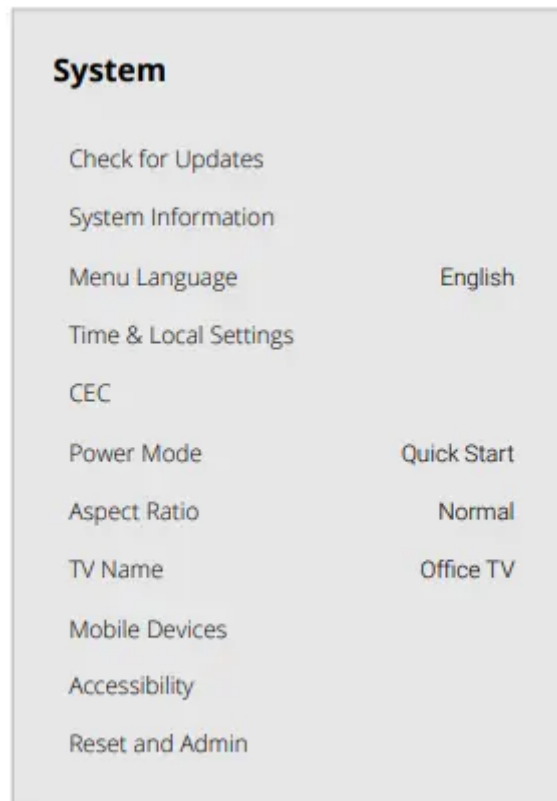 System
Check for Updates
System Information
Menu Language English
Time & Local Settings
CEC
Power Mode Quick Start
Aspect Ratio Normal
TV Name Office TV
Mobile Devices
Accessibility
Reset and Admin